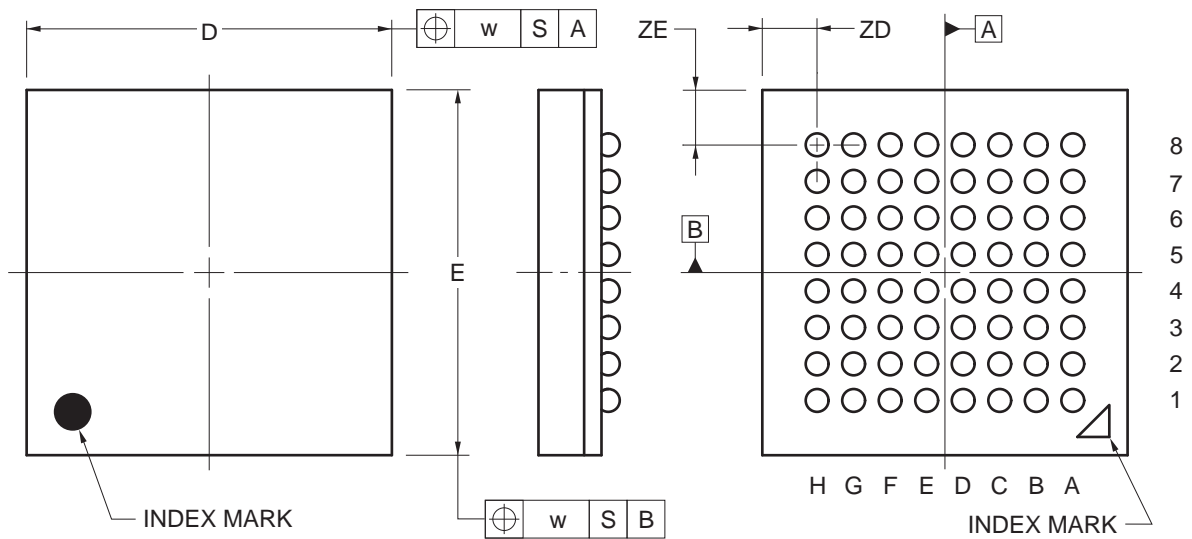 D
⌖ w S A
ZE
ZD
A
8
7
6
B
5
E
4
3
2
1
H G F E D C B A
INDEX MARK
⌖ w S B
INDEX MARK